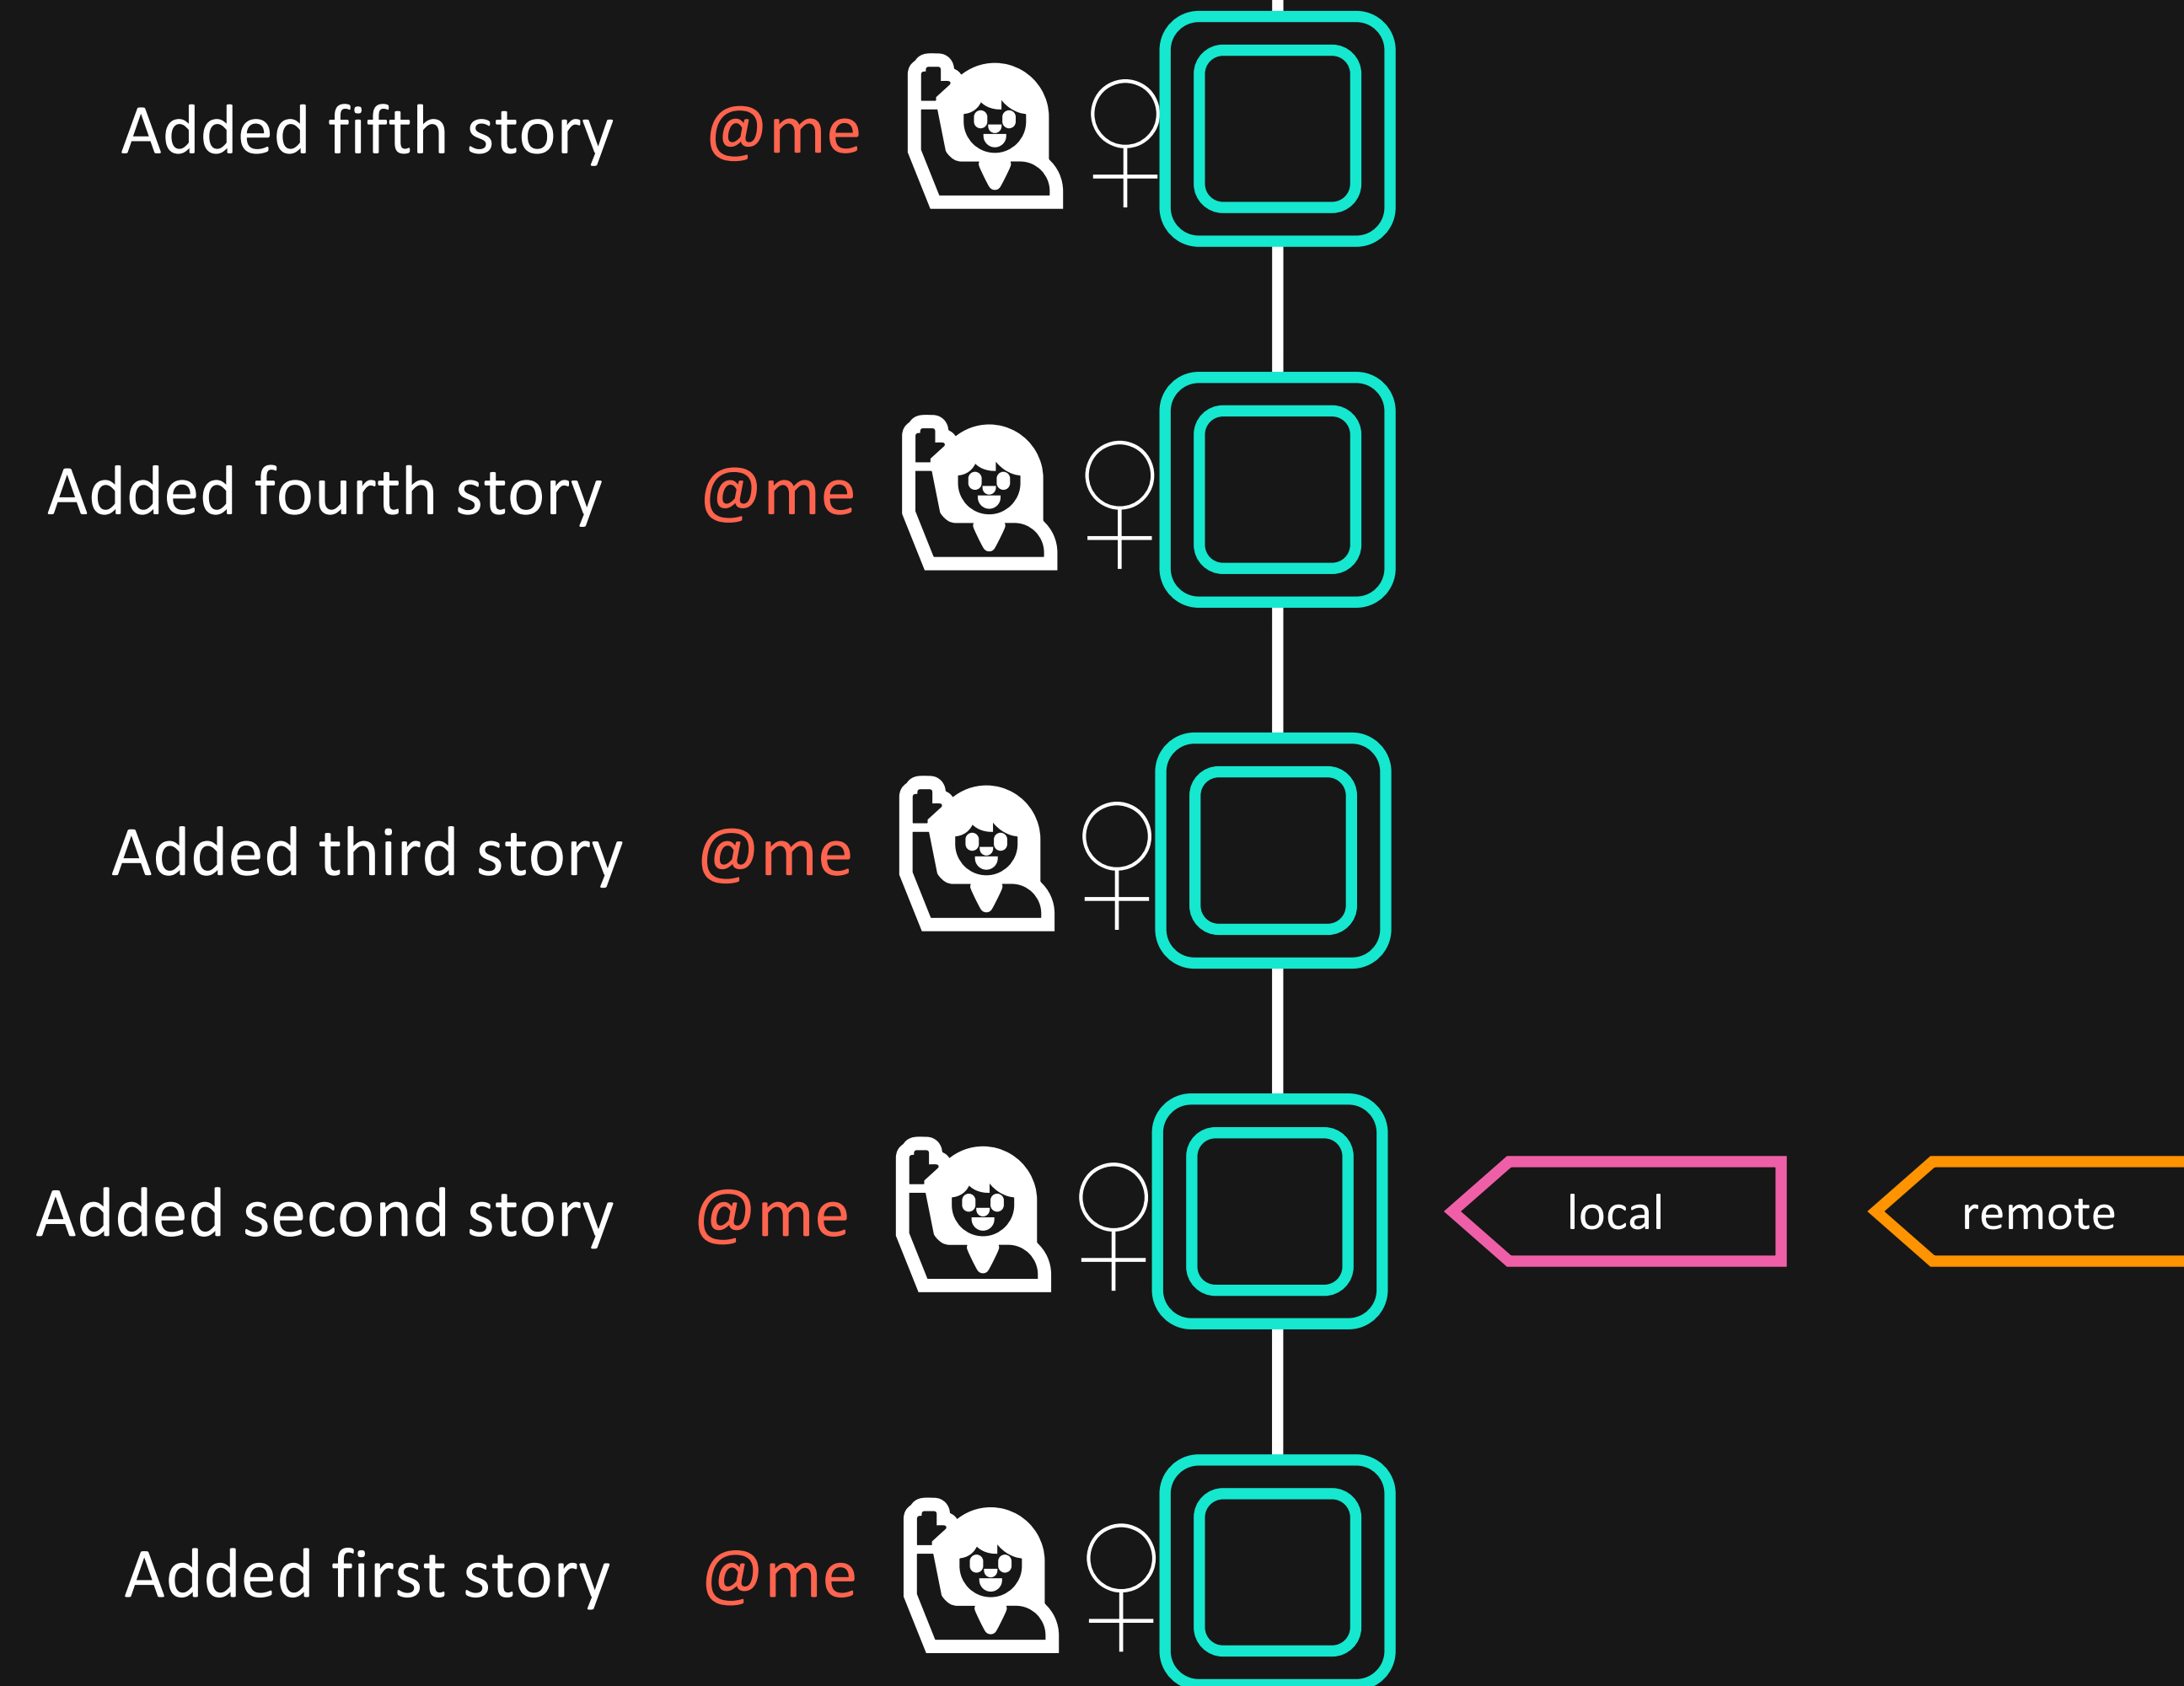 Added fifth story @me
Added fourth story @me
Added third story @me
Added second story @me local remote
Added first story @me